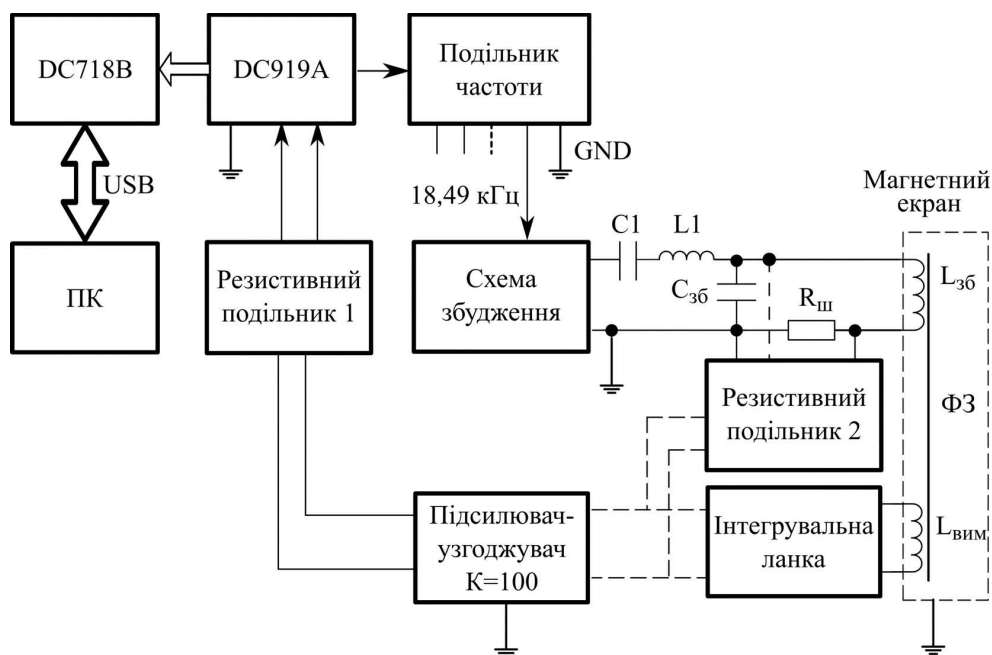 DC718B
DC919A
Подільник
частоти
GND
USB
18,49 кГц
Магнетний
екран
ПК
Резистивний
подільник 1
Схема
збудження
C1
L1
Cзб
Rш
Lзб
ФЗ
Резистивний
подільник 2
Підсилювач-
узгоджувач
К=100
Інтегрувальна
ланка
Lвим